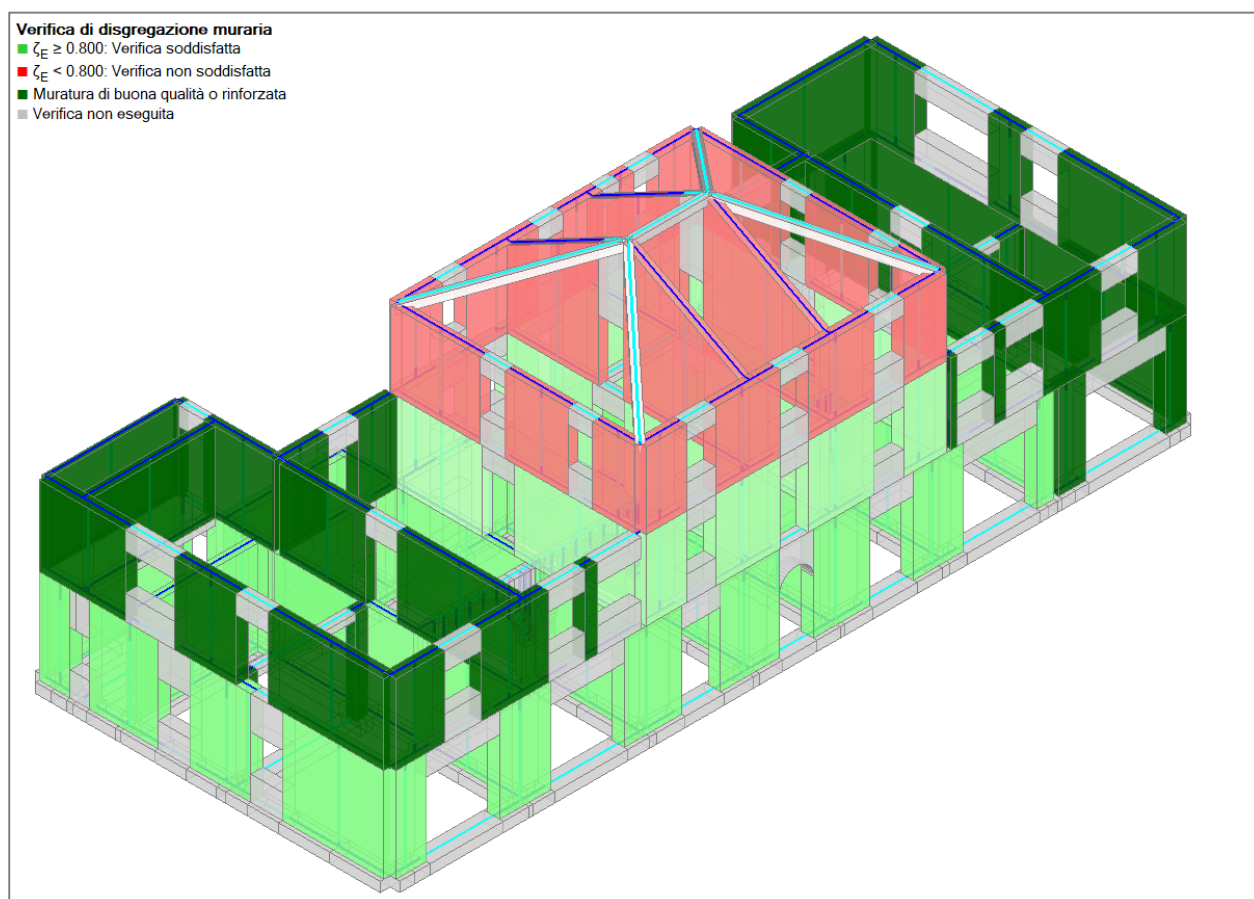 Verifica di disgregazione muraria
ζE ≥ 0.800: Verifica soddisfatta
ζE < 0.800: Verifica non soddisfatta
Muratura di buona qualità o rinforzata
Verifica non eseguita